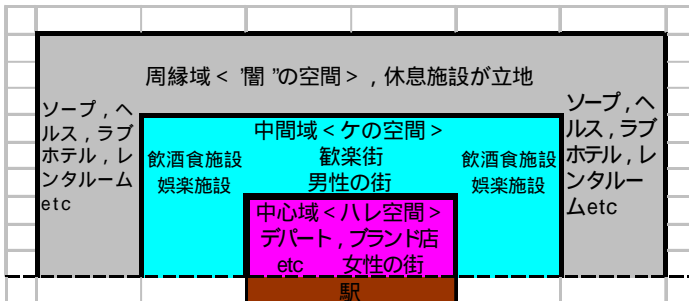 周縁域<“闇”の空間>,休息施設が立地
ソープ,ヘ
ルス,ラブ
ホテル,レ
ンタルーム
etc
中間域<ケの空間>
歓楽街
男性の街
飲酒食施設
娯楽施設
飲酒食施設
娯楽施設
ソープ,ヘ
ルス,ラブ
ホテル,レ
ンタルー
ムetc
中心域<ハレ空間>
デパート,ブランド店
etc 女性の街
駅